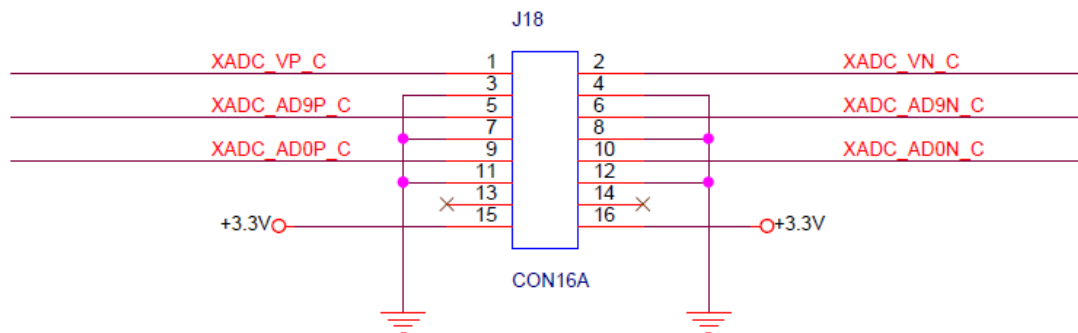 J18
XADC_VP_C 1 2 XADC_VN_C
3 4
XADC_AD9P_C 5 6 XADC_AD9N_C
7 8
XADC_AD0P_C 9 10 XADC_AD0N_C
11 12
13 14
+3.3V 15 16 +3.3V
CON16A